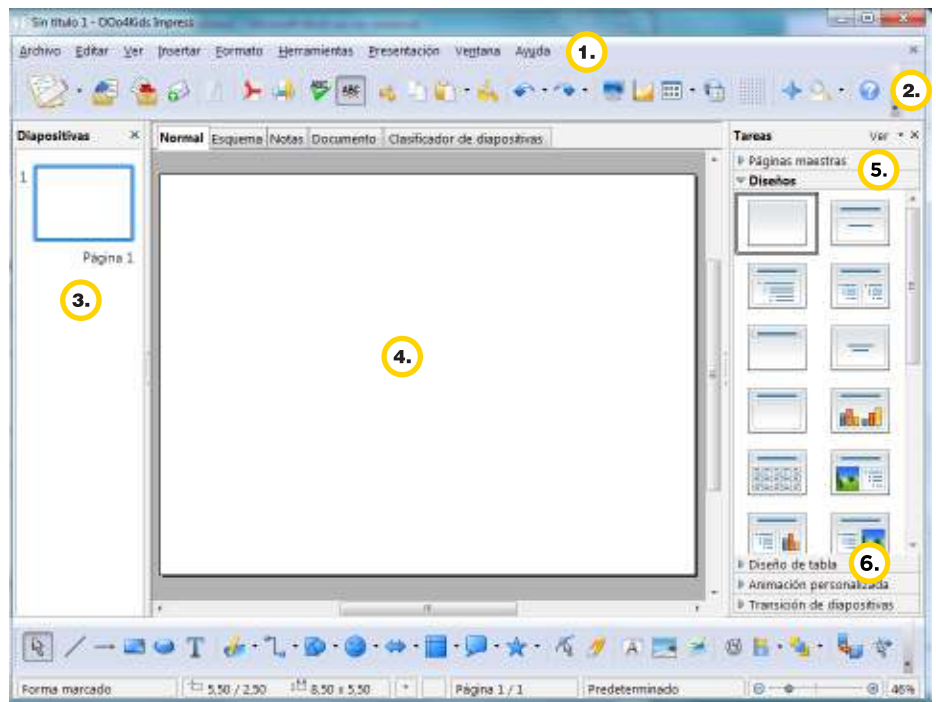 Sin título 1 - OOo4Kids Impress
Archivo Editar Ver Insertar Formato Herramientas Presentación Ventana Ayuda 1.
ABC ABC 2.
Diapositivas × Normal Esquema Notas Documento Clasificador de diapositivas Tareas Ver
Páginas maestras 5.
1 Diseños
Página 1
3. 4.
Diseño de tabla 6.
Animación personalizada
Transición de diapositivas
T A
Forma marcado 5,50 / 2,50 8,50 x 5,50 * Página 1 / 1 Predeterminado 46%